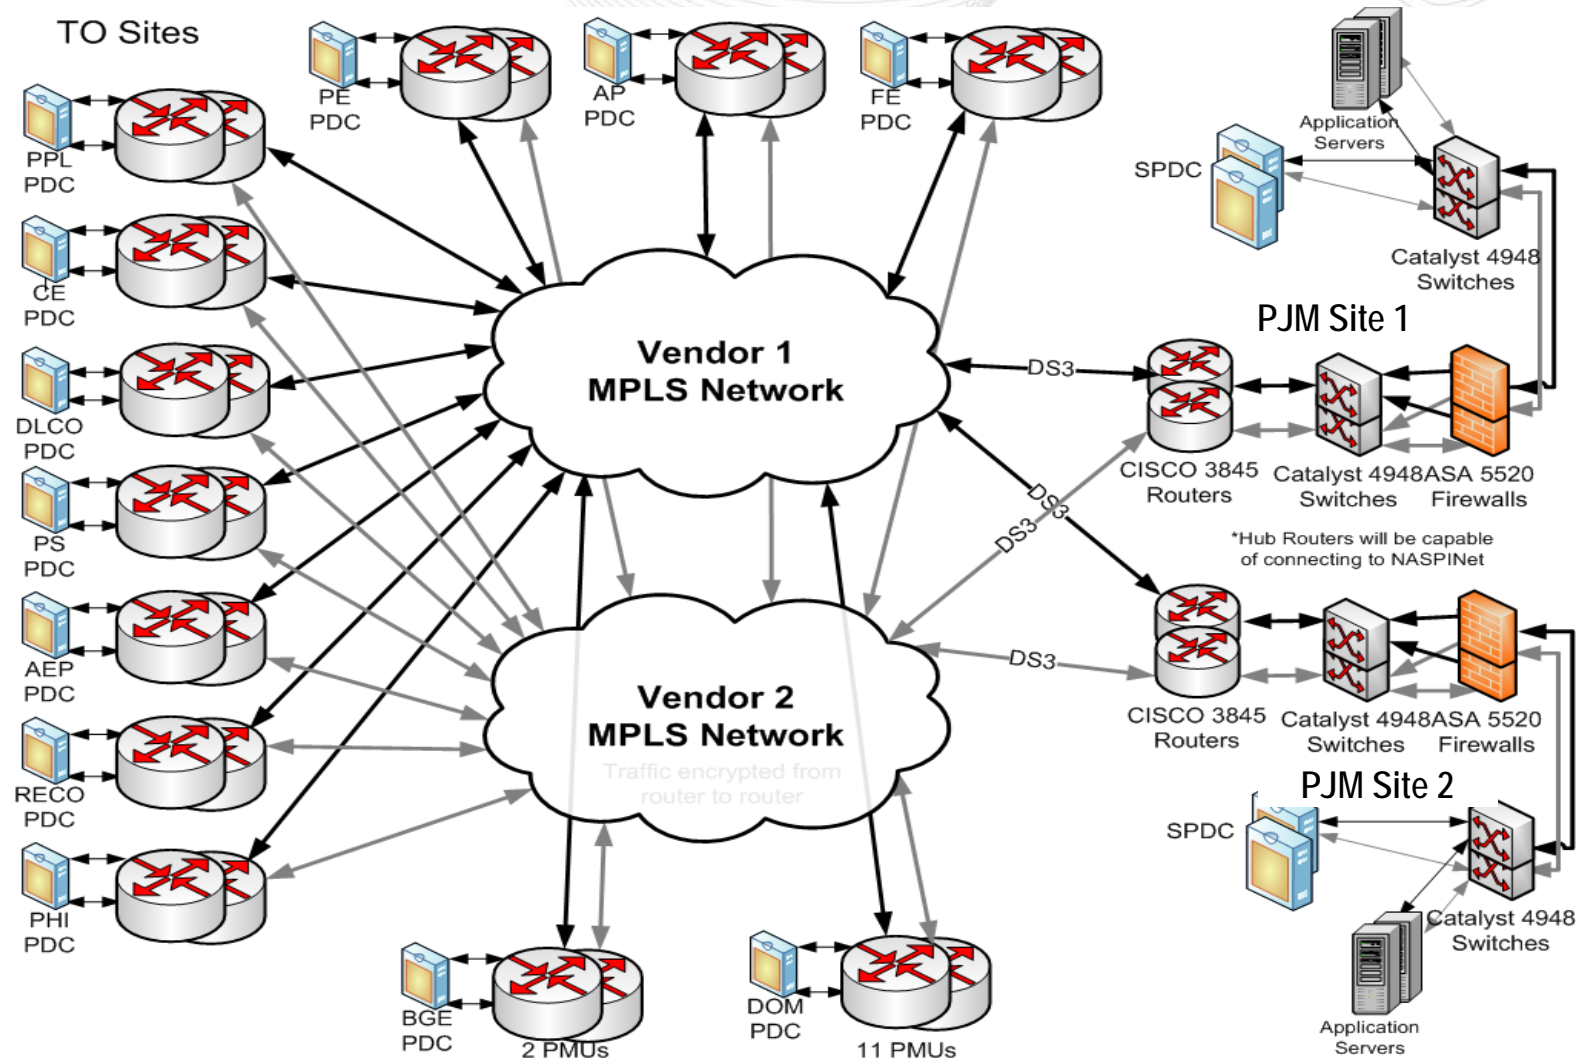 TO Sites
PE
PDC
AP
PDC
FE
PDC
Application
Servers
SPDC
Catalyst 4948
Switches
PPL
PDC
CE
PDC
DLCO
PDC
PS
PDC
AEP
PDC
RECO
PDC
PHI
PDC
Vendor 1
MPLS Network
DS3
DS3
DS3
DS3
PJM Site 1
CISCO 3845
Routers
Catalyst 4948
Switches
ASA 5520
Firewalls
*Hub Routers will be capable
of connecting to NASPINet
Vendor 2
MPLS Network
Traffic encrypted from
router to router
CISCO 3845
Routers
Catalyst 4948
Switches
ASA 5520
Firewalls
PJM Site 2
SPDC
Catalyst 4948
Switches
Application
Servers
BGE
PDC
2 PMUs
DOM
PDC
11 PMUs